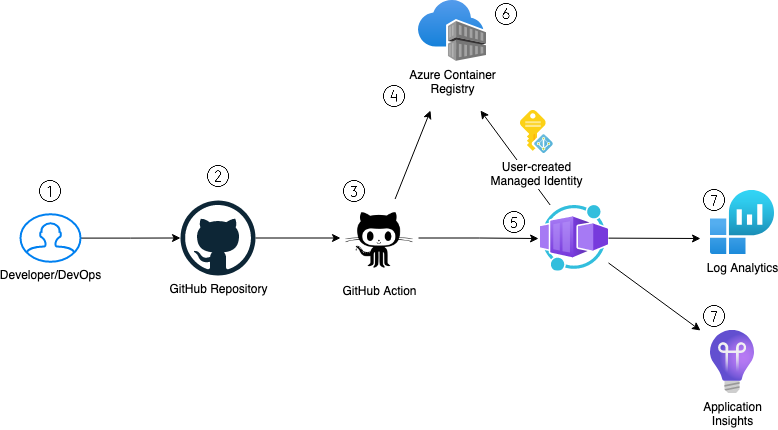 6
Azure Container
Registry
4
User-created
Managed Identity
1
2
3
5
7
Developer/DevOps
GitHub Repository
GitHub Action
Log Analytics
7
Application
Insights